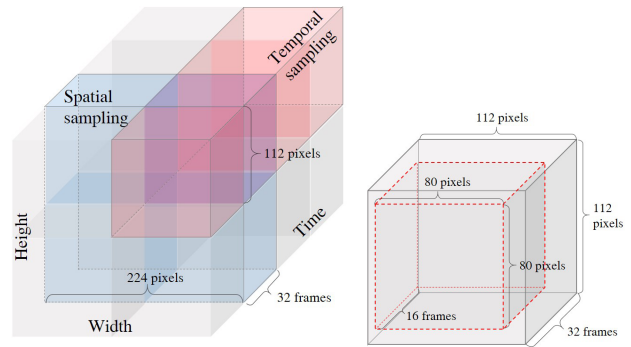 Temporal
sampling
Spatial
sampling
112 pixels
Height
Time
224 pixels
32 frames
Width
112 pixels
80 pixels
112
pixels
80 pixels
16 frames
32 frames